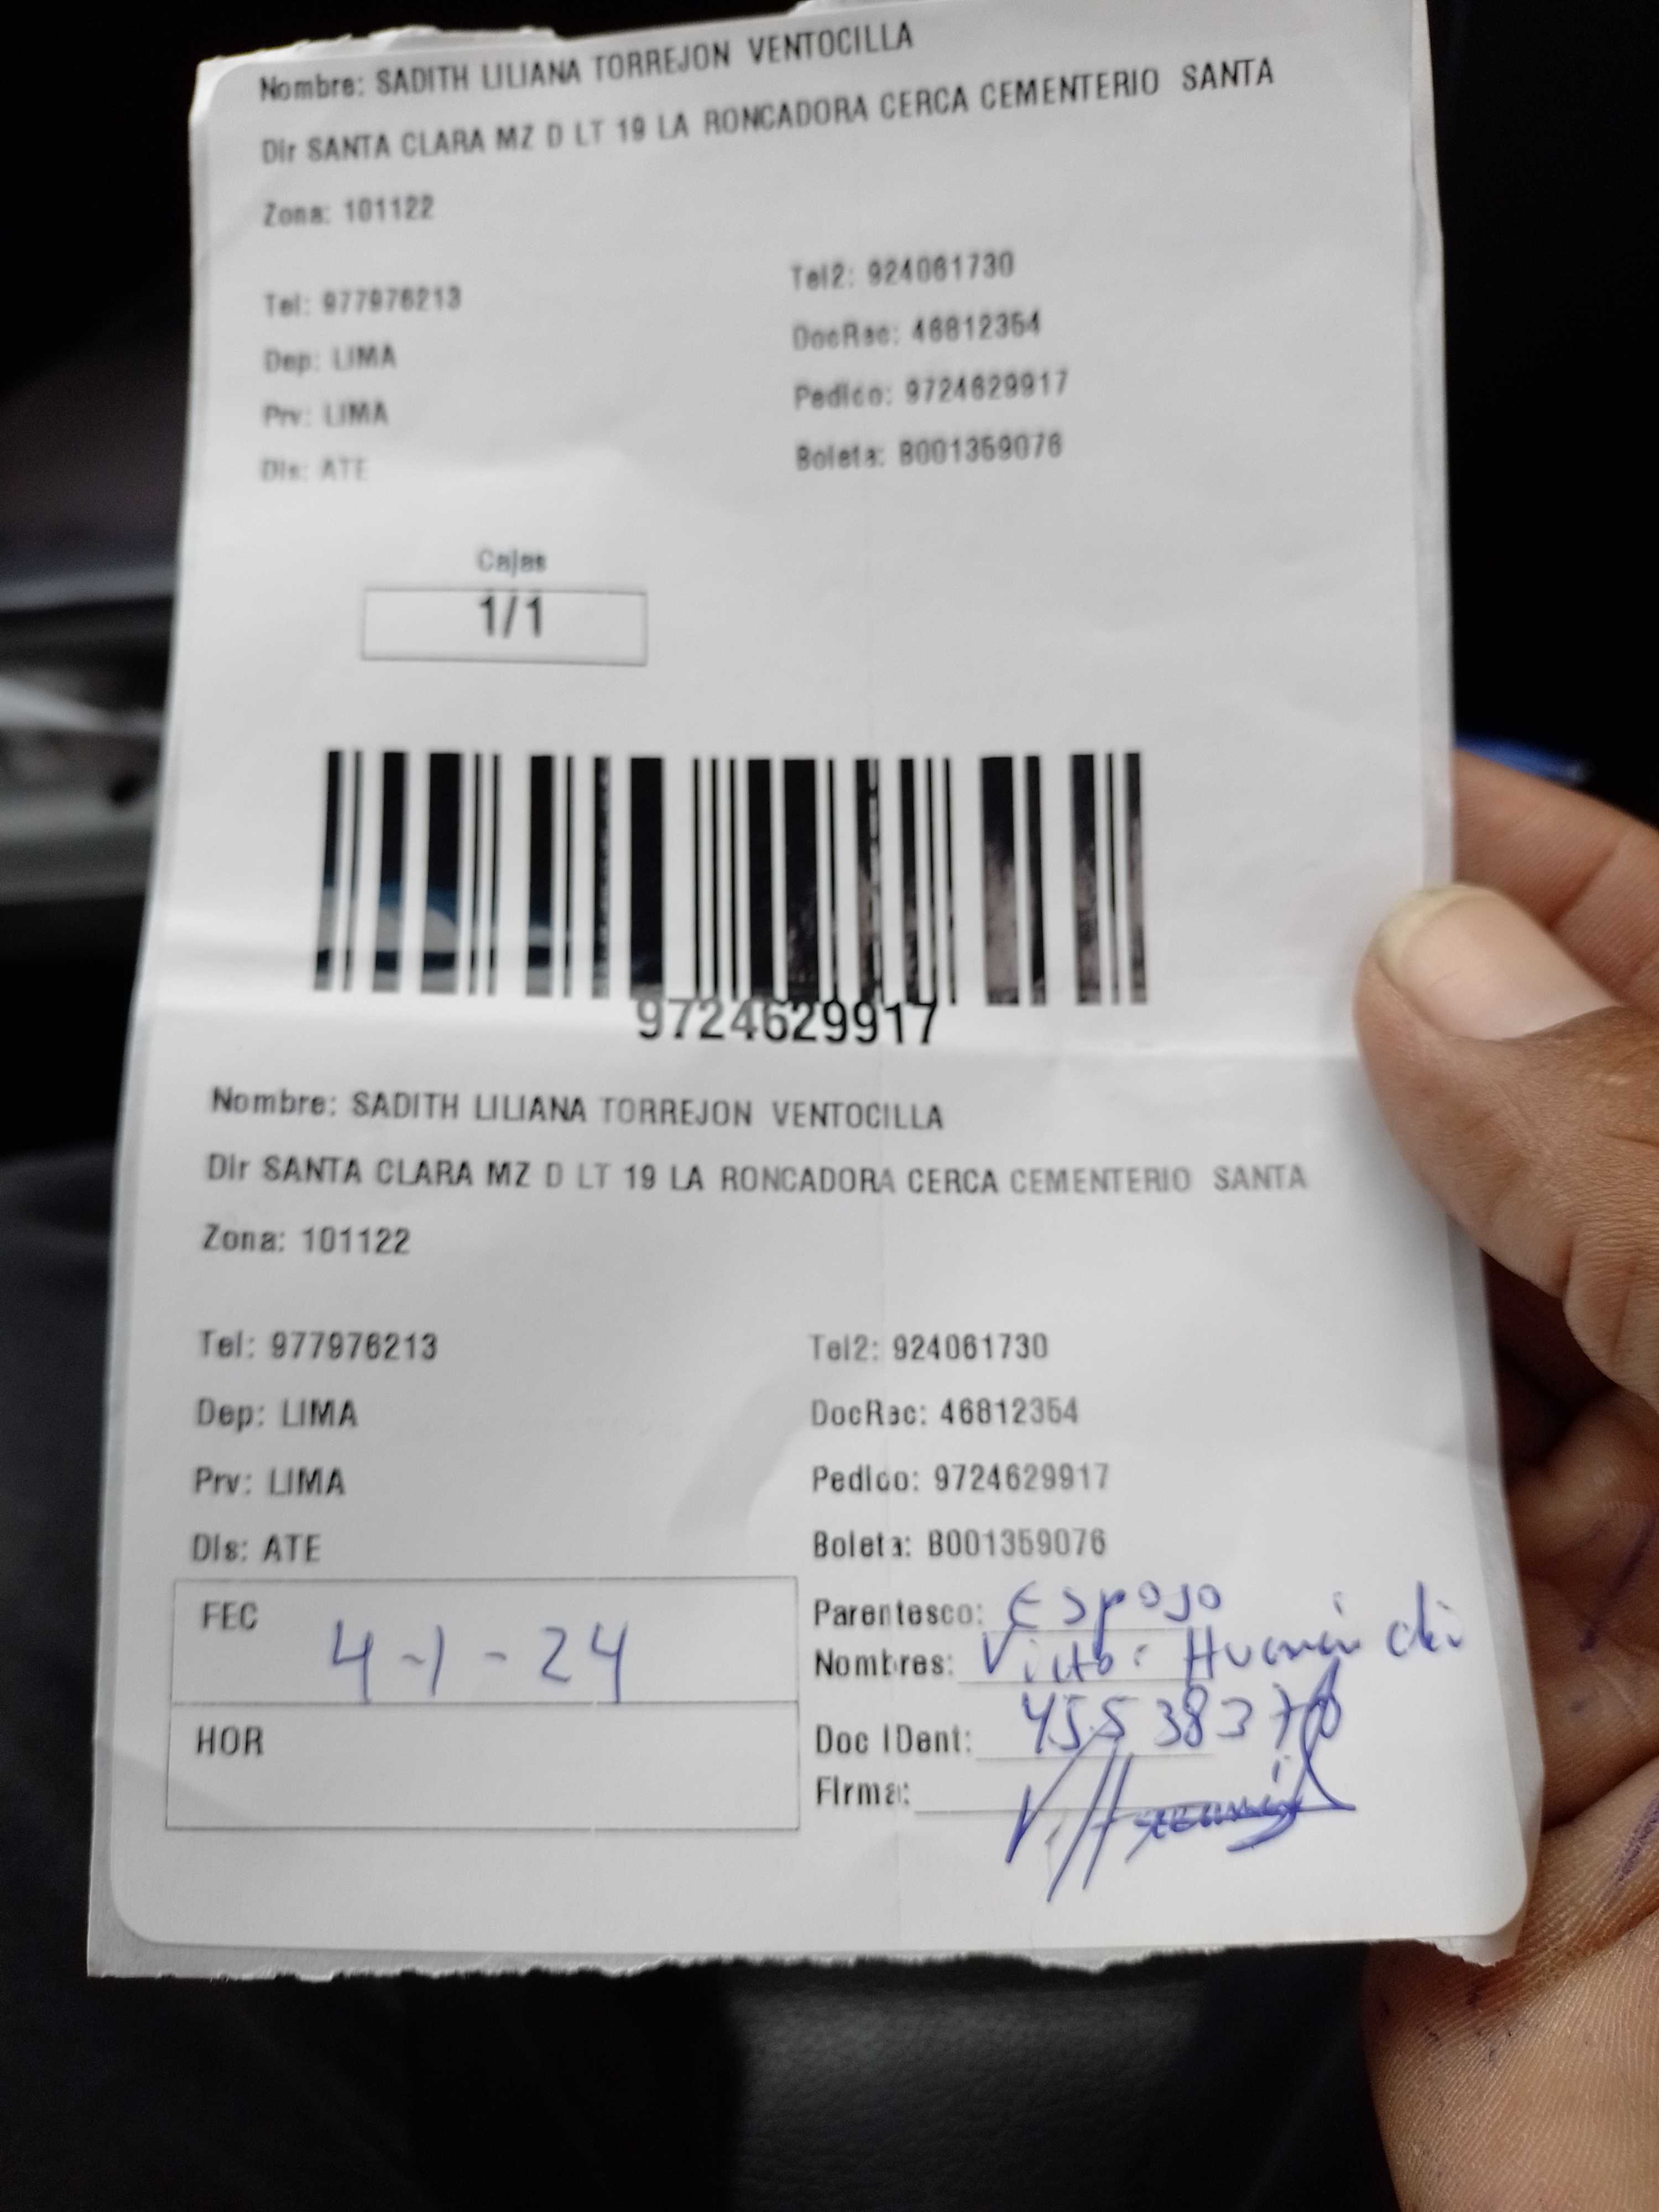 Nombre: SADITH LILIANA TORREJON VENTOCILLA
Dir SANTA CLARA MZ D LT 19 LA RONCADORA CERCA CEMENTERIO SANTA
Zona: 101122
Tel: 977976213 Tel2: 924061730
Dep: LIMA DocRec: 46812354
Prv: LIMA Pedido: 9724629917
Dis: ATE Boleta: B001359076
Cajas
1/1
9724629917
Nombre: SADITH LILIANA TORREJON VENTOCILLA
Dir SANTA CLARA MZ D LT 19 LA RONCADORA CERCA CEMENTERIO SANTA
Zona: 101122
Tel: 977976213 Tel2: 924061730
Dep: LIMA DocRec: 46812354
Prv: LIMA Pedido: 9724629917
Dis: ATE Boleta: B001359076
FEC 4-1-24 Parentesco: Esposo
Nombres: Victor Huamán
HOR Doc IDent: 45538370
Firma: